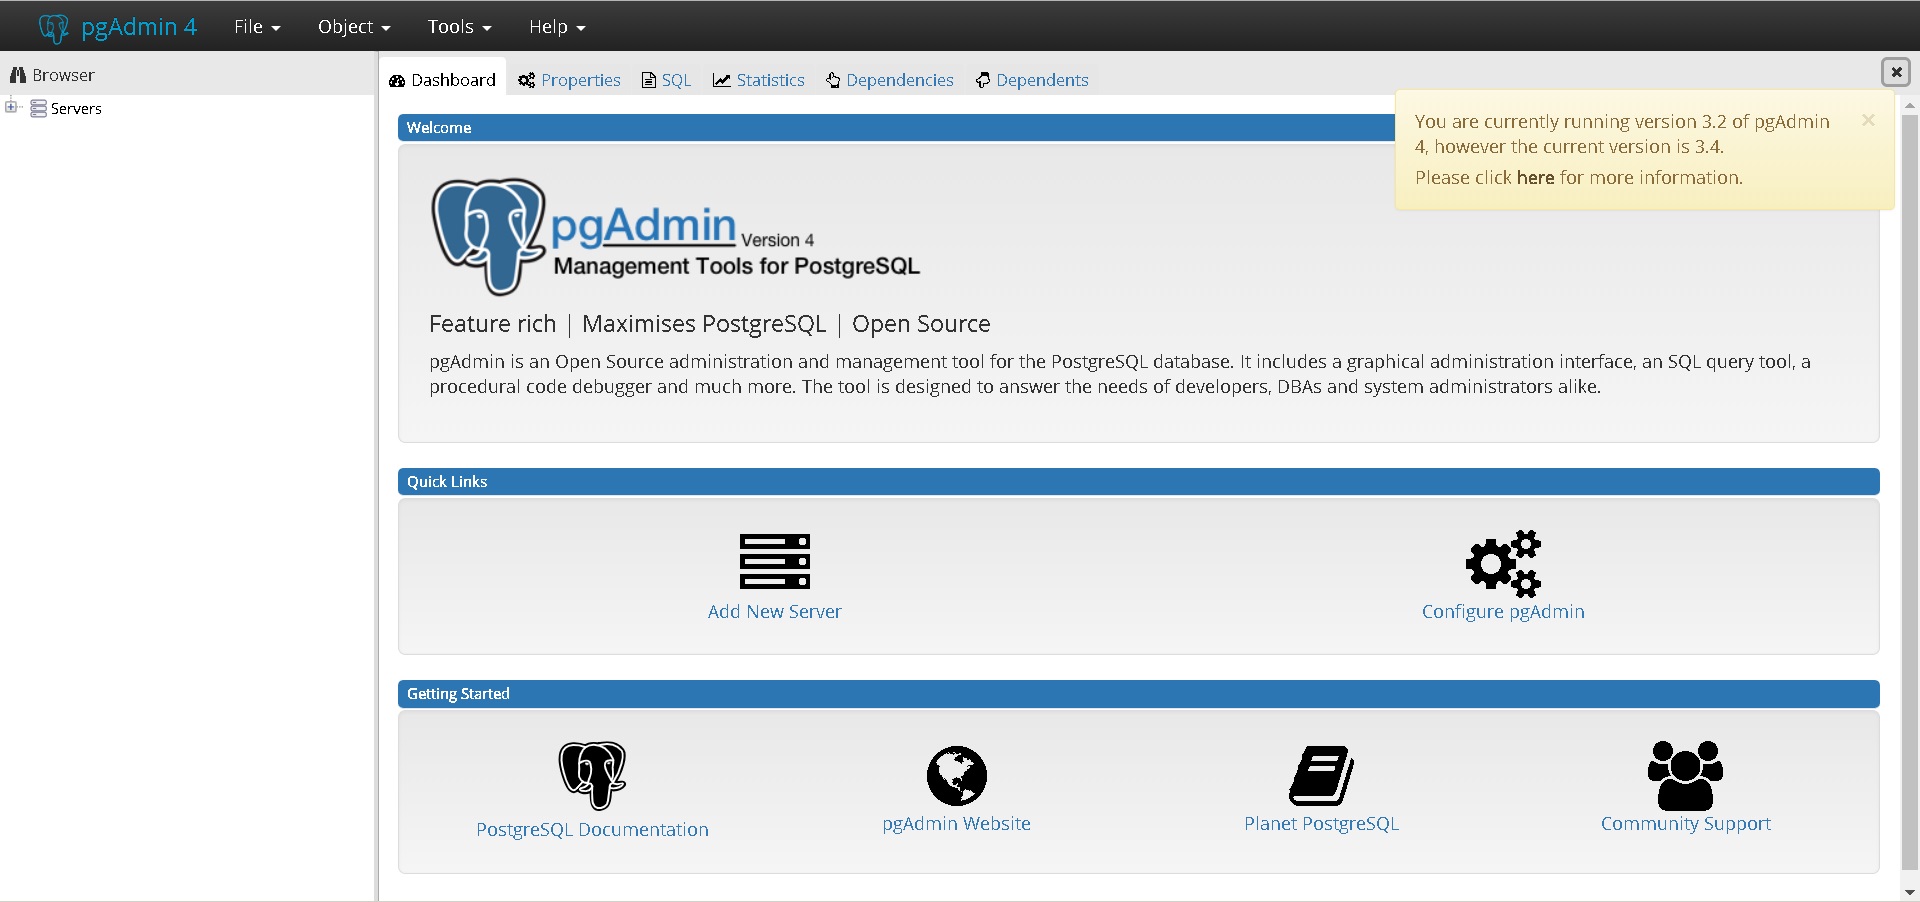 pgAdmin 4 File Object Tools Help
Browser
Servers
Dashboard Properties SQL Statistics Dependencies Dependents
You are currently running version 3.2 of pgAdmin
4, however the current version is 3.4.
Please click here for more information.
Welcome
pgAdmin Version 4
Management Tools for PostgreSQL
Feature rich | Maximises PostgreSQL | Open Source
pgAdmin is an Open Source administration and management tool for the PostgreSQL database. It includes a graphical administration interface, an SQL query tool, a
procedural code debugger and much more. The tool is designed to answer the needs of developers, DBAs and system administrators alike.
Quick Links
Add New Server Configure pgAdmin
Getting Started
PostgreSQL Documentation pgAdmin Website Planet PostgreSQL Community Support